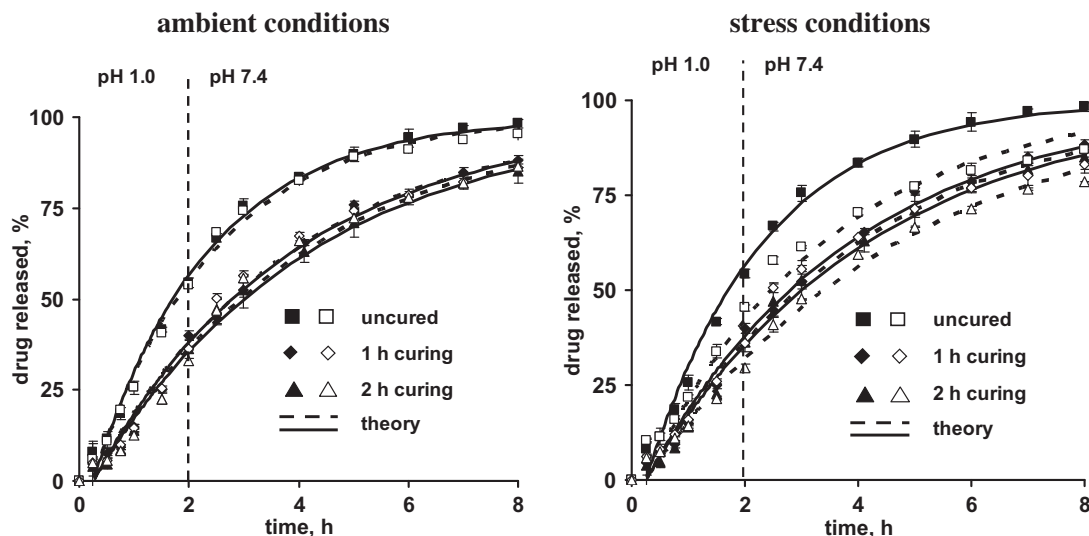 ambient conditions
pH 1.0
pH 7.4
100
75
50
25
0
drug released, %
uncured
1 h curing
2 h curing
theory
0
2
4
6
8
time, h
stress conditions
pH 1.0
pH 7.4
100
75
50
25
0
drug released, %
uncured
1 h curing
2 h curing
theory
0
2
4
6
8
time, h